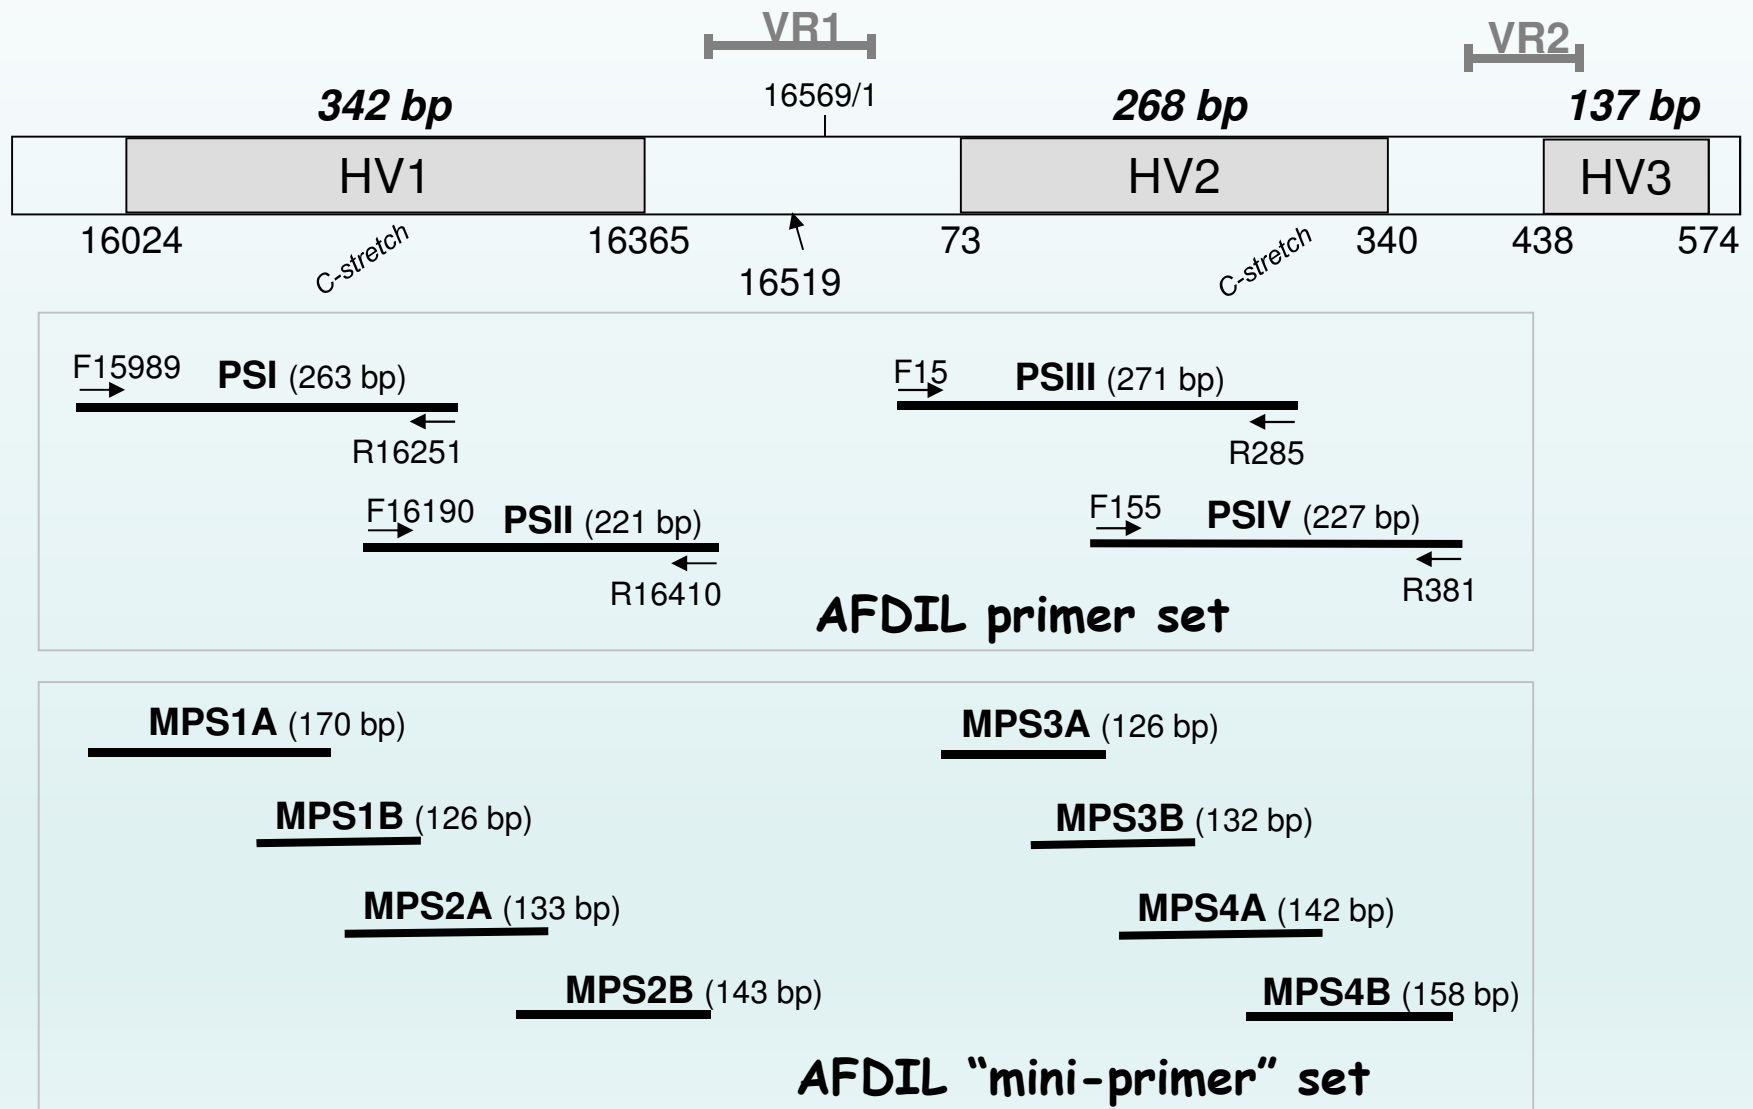 VR1
VR2
16569/1
342 bp
268 bp
137 bp
HV1
HV2
HV3
16024
C-stretch
16365
16519
73
C-stretch
340
438
574
F15989
PSI (263 bp)
R16251
F15
PSIII (271 bp)
R285
F16190
PSII (221 bp)
R16410
F155
PSIV (227 bp)
R381
AFDIL primer set
MPS1A (170 bp)
MPS3A (126 bp)
MPS1B (126 bp)
MPS3B (132 bp)
MPS2A (133 bp)
MPS4A (142 bp)
MPS2B (143 bp)
MPS4B (158 bp)
AFDIL “mini-primer” set